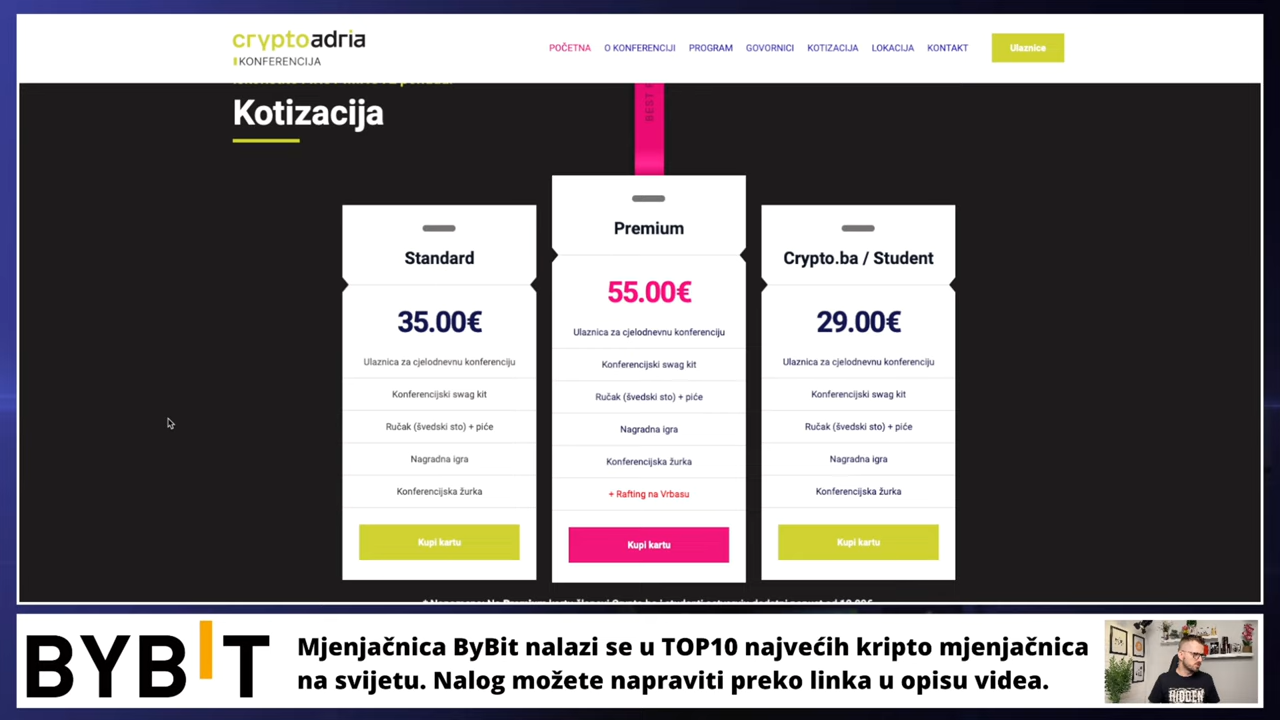 cryptoadria
KONFERENCIJA
POČETNA O KONFERENCIJI PROGRAM GOVORNICI KOTIZACIJA LOKACIJA KONTAKT
Ulaznice
Kotizacija
BEST
Standard
35.00€
Ulaznica za cjelodnevnu konferenciju
Konferencijski swag kit
Ručak (švedski sto) + piće
Nagradna igra
Konferencijska žurka
Kupi kartu
Premium
55.00€
Ulaznica za cjelodnevnu konferenciju
Konferencijski swag kit
Ručak (švedski sto) + piće
Nagradna igra
Konferencijska žurka
+ Rafting na Vrbasu
Kupi kartu
Crypto.ba / Student
29.00€
Ulaznica za cjelodnevnu konferenciju
Konferencijski swag kit
Ručak (švedski sto) + piće
Nagradna igra
Konferencijska žurka
Kupi kartu
BYBIT
Mjenjačnica ByBit nalazi se u TOP10 najvećih kripto mjenjačnica
na svijetu. Nalog možete napraviti preko linka u opisu videa.
HIDDEN